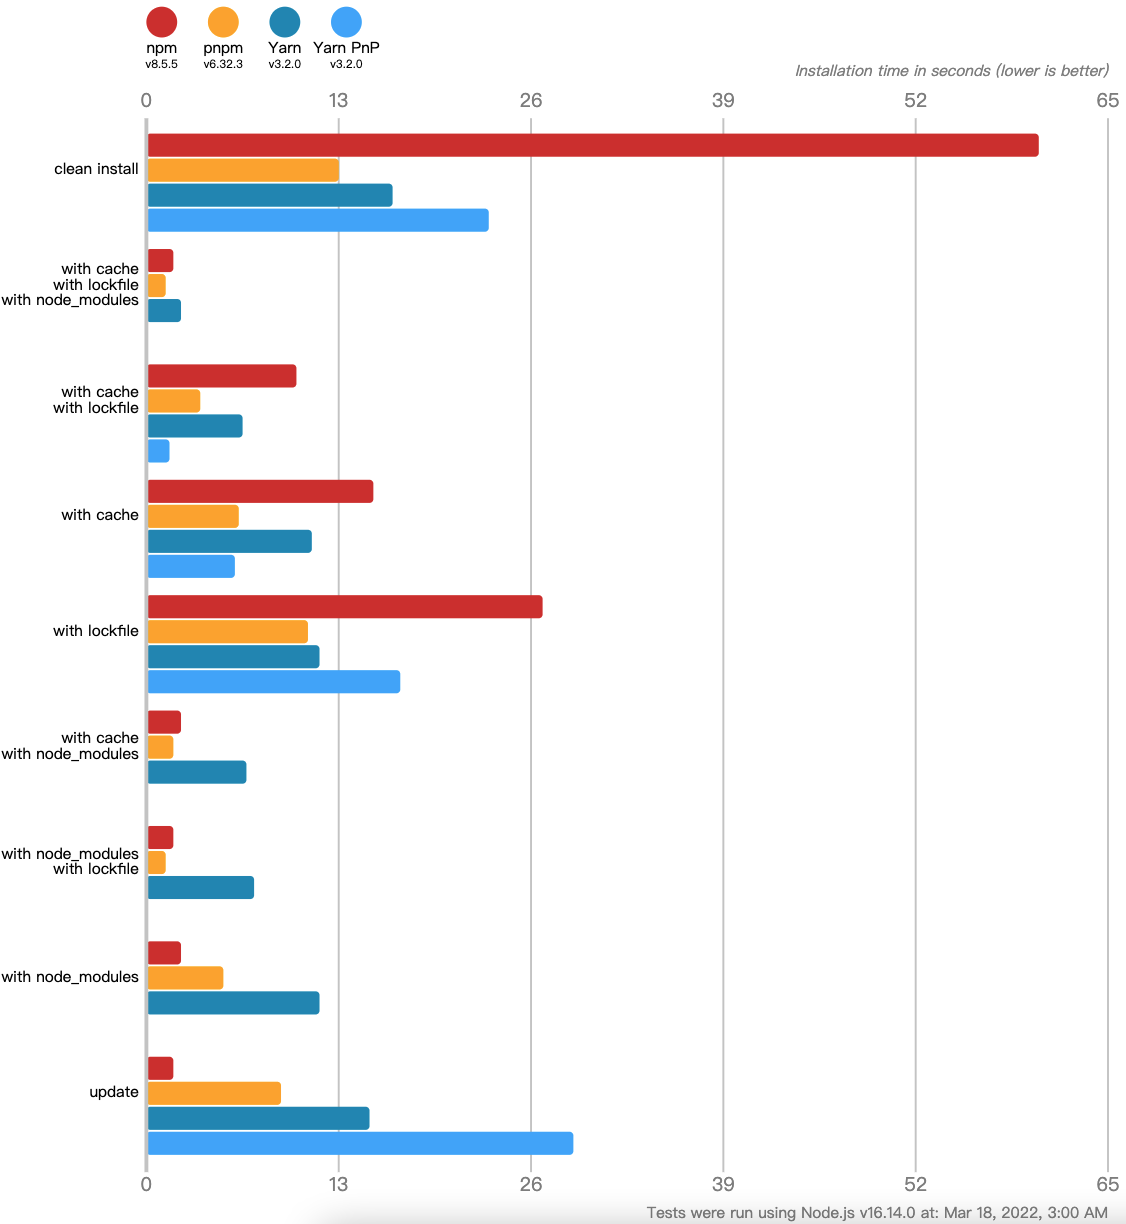 npm pnpm Yarn Yarn PnP
v8.5.5 v6.32.3 v3.2.0 v3.2.0
Installation time in seconds (lower is better)
0 13 26 39 52 65
clean install
with cache
with lockfile
with node_modules
with cache
with lockfile
with cache
with lockfile
with cache
with node_modules
with node_modules
with lockfile
with node_modules
update
0 13 26 39 52 65
Tests were run using Node.js v16.14.0 at: Mar 18, 2022, 3:00 AM